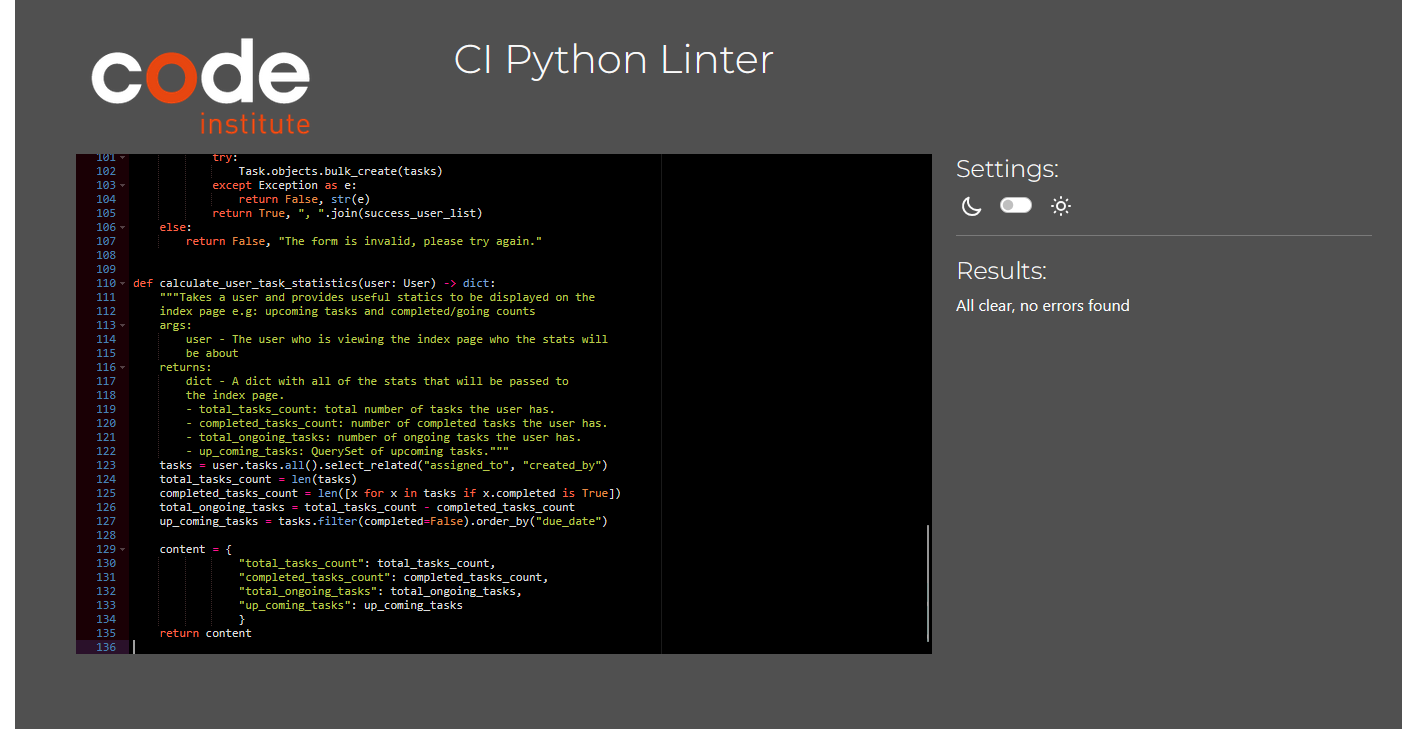 code
institute
CI Python Linter
101 try:
102 Task.objects.bulk_create(tasks)
103 except Exception as e:
104 return False, str(e)
105 return True, ", ".join(success_user_list)
106 else:
107 return False, "The form is invalid, please try again."
108
109
110 def calculate_user_task_statistics(user: User) -> dict:
111 """Takes a user and provides useful statics to be displayed on the
112 index page e.g: upcoming tasks and completed/going counts
113 args:
114 user - The user who is viewing the index page who the stats will
115 be about
116 returns:
117 dict - A dict with all of the stats that will be passed to
118 the index page.
119 - total_tasks_count: total number of tasks the user has.
120 - completed_tasks_count: number of completed tasks the user has.
121 - total_ongoing_tasks: number of ongoing tasks the user has.
122 - up_coming_tasks: QuerySet of upcoming tasks."""
123 tasks = user.tasks.all().select_related("assigned_to", "created_by")
124 total_tasks_count = len(tasks)
125 completed_tasks_count = len([x for x in tasks if x.completed is True])
126 total_ongoing_tasks = total_tasks_count - completed_tasks_count
127 up_coming_tasks = tasks.filter(completed=False).order_by("due_date")
128
129 content = {
130 "total_tasks_count": total_tasks_count,
131 "completed_tasks_count": completed_tasks_count,
132 "total_ongoing_tasks": total_ongoing_tasks,
133 "up_coming_tasks": up_coming_tasks
134 }
135 return content
136
Settings:
Results:
All clear, no errors found